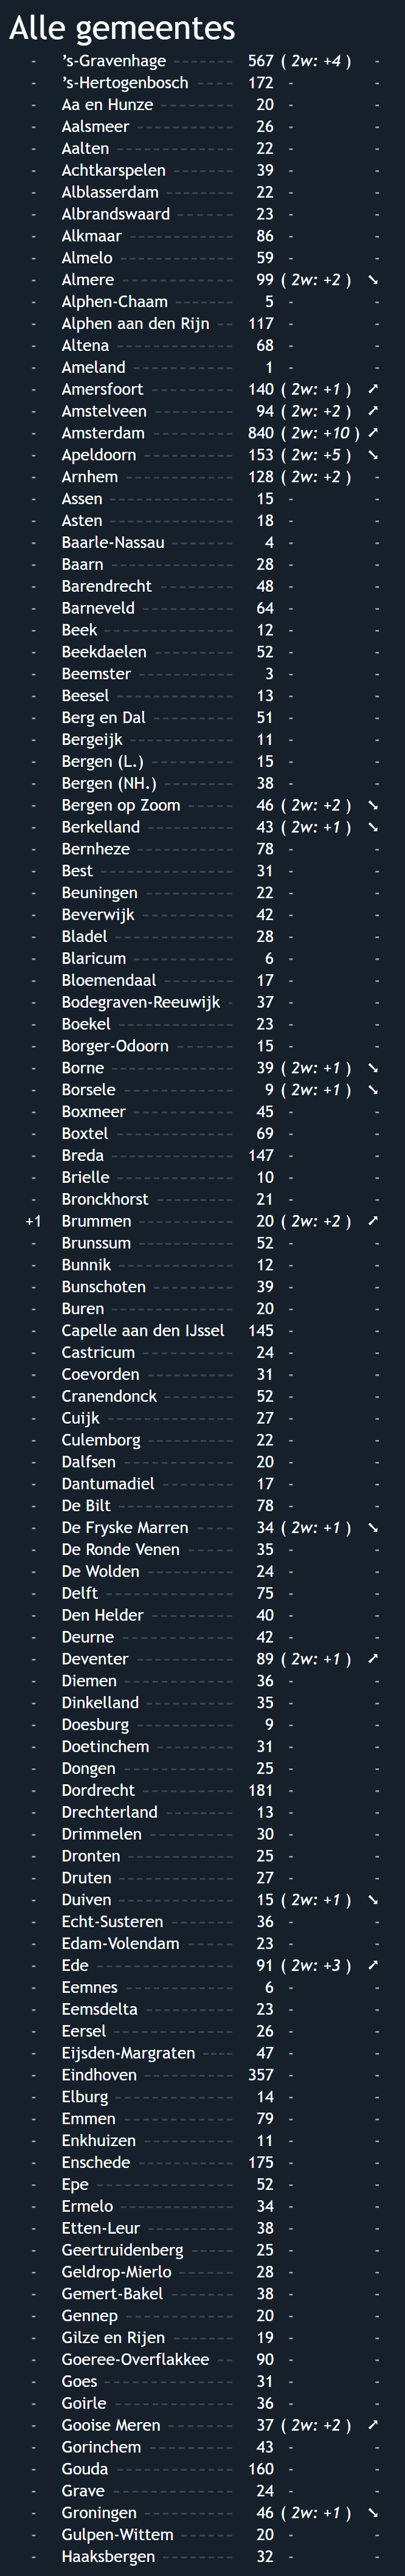 Alle gemeentes
- ’s-Gravenhage 567 ( 2w: +4 ) -
- ’s-Hertogenbosch 172 - -
- Aa en Hunze 20 - -
- Aalsmeer 26 - -
- Aalten 22 - -
- Achtkarspelen 39 - -
- Alblasserdam 22 - -
- Albrandswaard 23 - -
- Alkmaar 86 - -
- Almelo 59 - -
- Almere 99 ( 2w: +2 ) ➘
- Alphen-Chaam 5 - -
- Alphen aan den Rijn 117 - -
- Altena 68 - -
- Ameland 1 - -
- Amersfoort 140 ( 2w: +1 ) ➚
- Amstelveen 94 ( 2w: +2 ) ➚
- Amsterdam 840 ( 2w: +10 ) ➚
- Apeldoorn 153 ( 2w: +5 ) ➘
- Arnhem 128 ( 2w: +2 ) -
- Assen 15 - -
- Asten 18 - -
- Baarle-Nassau 4 - -
- Baarn 28 - -
- Barendrecht 48 - -
- Barneveld 64 - -
- Beek 12 - -
- Beekdaelen 52 - -
- Beemster 3 - -
- Beesel 13 - -
- Berg en Dal 51 - -
- Bergeijk 11 - -
- Bergen (L.) 15 - -
- Bergen (NH.) 38 - -
- Bergen op Zoom 46 ( 2w: +2 ) ➘
- Berkelland 43 ( 2w: +1 ) ➘
- Bernheze 78 - -
- Best 31 - -
- Beuningen 22 - -
- Beverwijk 42 - -
- Bladel 28 - -
- Blaricum 6 - -
- Bloemendaal 17 - -
- Bodegraven-Reeuwijk 37 - -
- Boekel 23 - -
- Borger-Odoorn 15 - -
- Borne 39 ( 2w: +1 ) ➘
- Borsele 9 ( 2w: +1 ) ➘
- Boxmeer 45 - -
- Boxtel 69 - -
- Breda 147 - -
- Brielle 10 - -
- Bronckhorst 21 - -
+1 Brummen 20 ( 2w: +2 ) ➚
- Brunssum 52 - -
- Bunnik 12 - -
- Bunschoten 39 - -
- Buren 20 - -
- Capelle aan den IJssel 145 - -
- Castricum 24 - -
- Coevorden 31 - -
- Cranendonck 52 - -
- Cuijk 27 - -
- Culemborg 22 - -
- Dalfsen 20 - -
- Dantumadiel 17 - -
- De Bilt 78 - -
- De Fryske Marren 34 ( 2w: +1 ) ➘
- De Ronde Venen 35 - -
- De Wolden 24 - -
- Delft 75 - -
- Den Helder 40 - -
- Deurne 42 - -
- Deventer 89 ( 2w: +1 ) ➚
- Diemen 36 - -
- Dinkelland 35 - -
- Doesburg 9 - -
- Doetinchem 31 - -
- Dongen 25 - -
- Dordrecht 181 - -
- Drechterland 13 - -
- Drimmelen 30 - -
- Dronten 25 - -
- Druten 27 - -
- Duiven 15 ( 2w: +1 ) ➘
- Echt-Susteren 36 - -
- Edam-Volendam 23 - -
- Ede 91 ( 2w: +3 ) ➚
- Eemnes 6 - -
- Eemsdelta 23 - -
- Eersel 26 - -
- Eijsden-Margraten 47 - -
- Eindhoven 357 - -
- Elburg 14 - -
- Emmen 79 - -
- Enkhuizen 11 - -
- Enschede 175 - -
- Epe 52 - -
- Ermelo 34 - -
- Etten-Leur 38 - -
- Geertruidenberg 25 - -
- Geldrop-Mierlo 28 - -
- Gemert-Bakel 38 - -
- Gennep 20 - -
- Gilze en Rijen 19 - -
- Goeree-Overflakkee 90 - -
- Goes 31 - -
- Goirle 36 - -
- Gooise Meren 37 ( 2w: +2 ) ➚
- Gorinchem 43 - -
- Gouda 160 - -
- Grave 24 - -
- Groningen 46 ( 2w: +1 ) ➘
- Gulpen-Wittem 20 - -
- Haaksbergen 32 - -